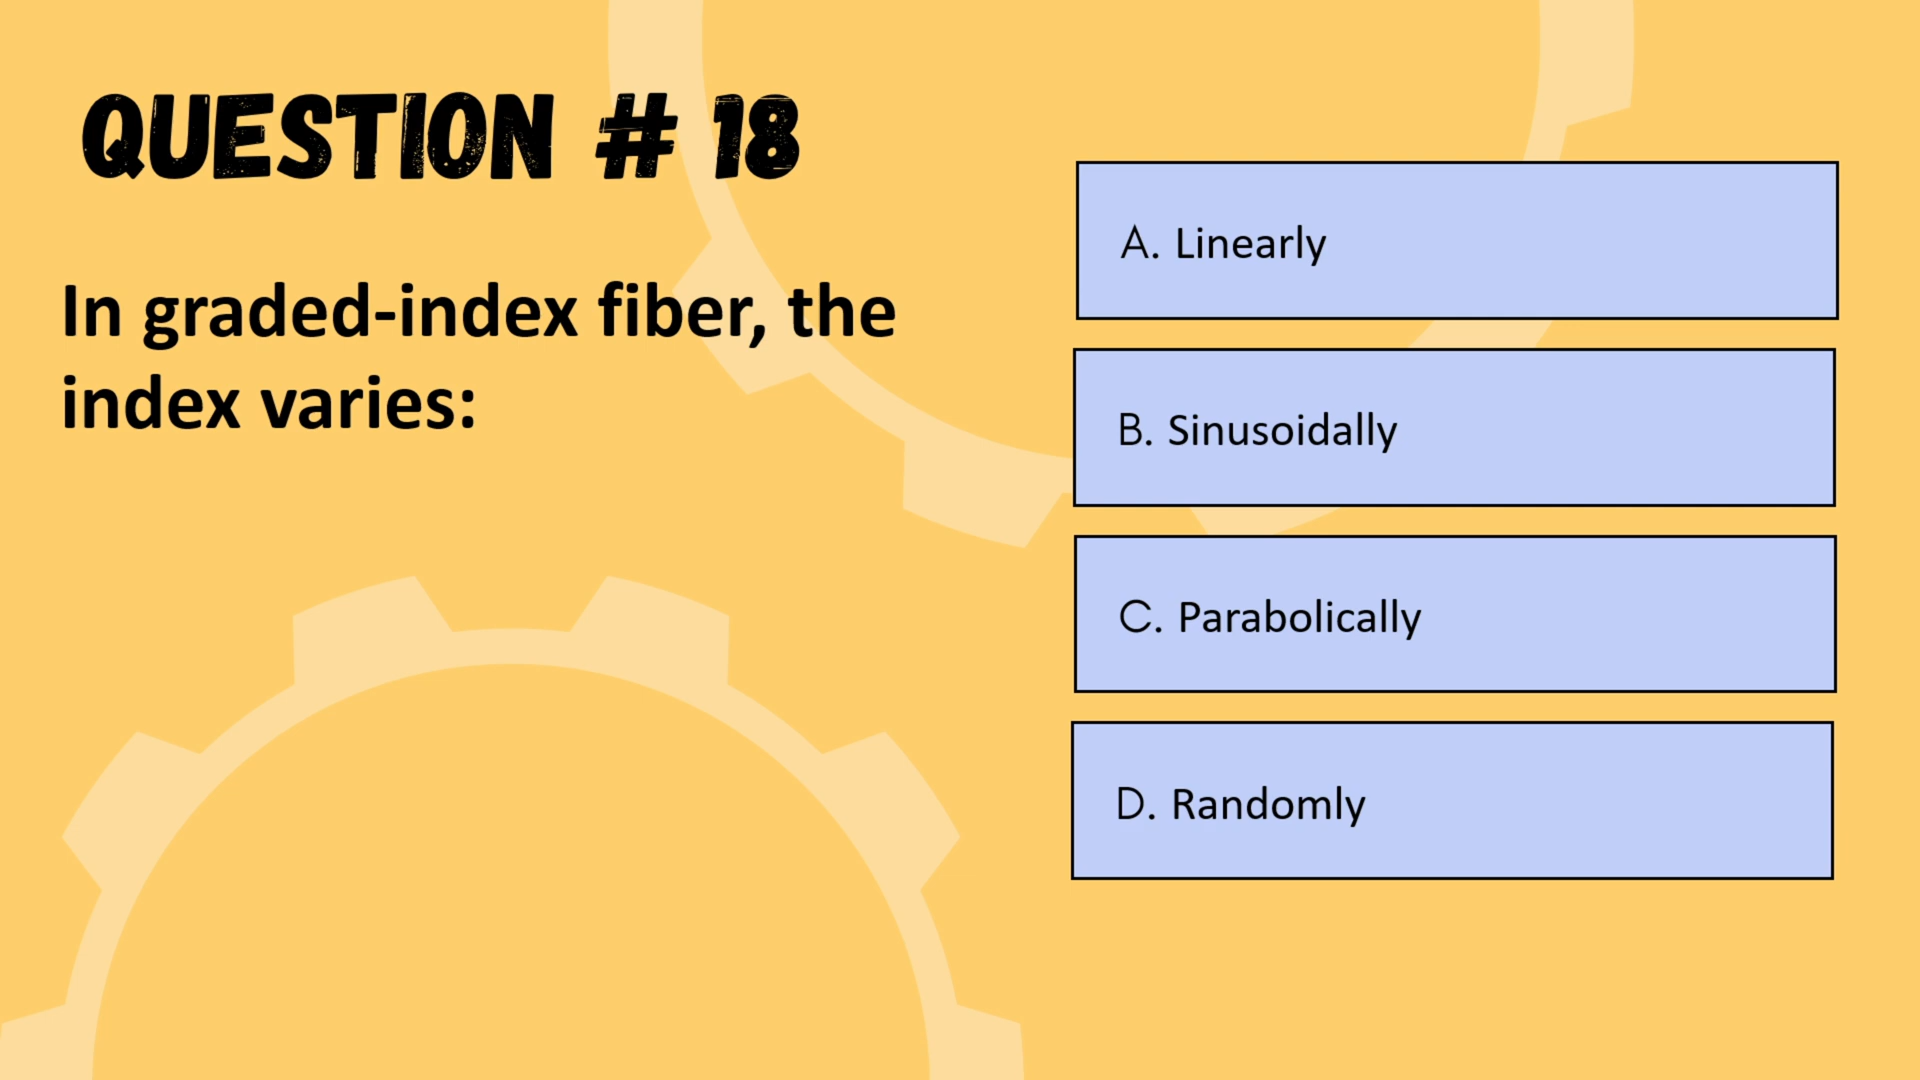 QUESTION # 18
In graded-index fiber, the
index varies:
A. Linearly
B. Sinusoidally
C. Parabolically
D. Randomly